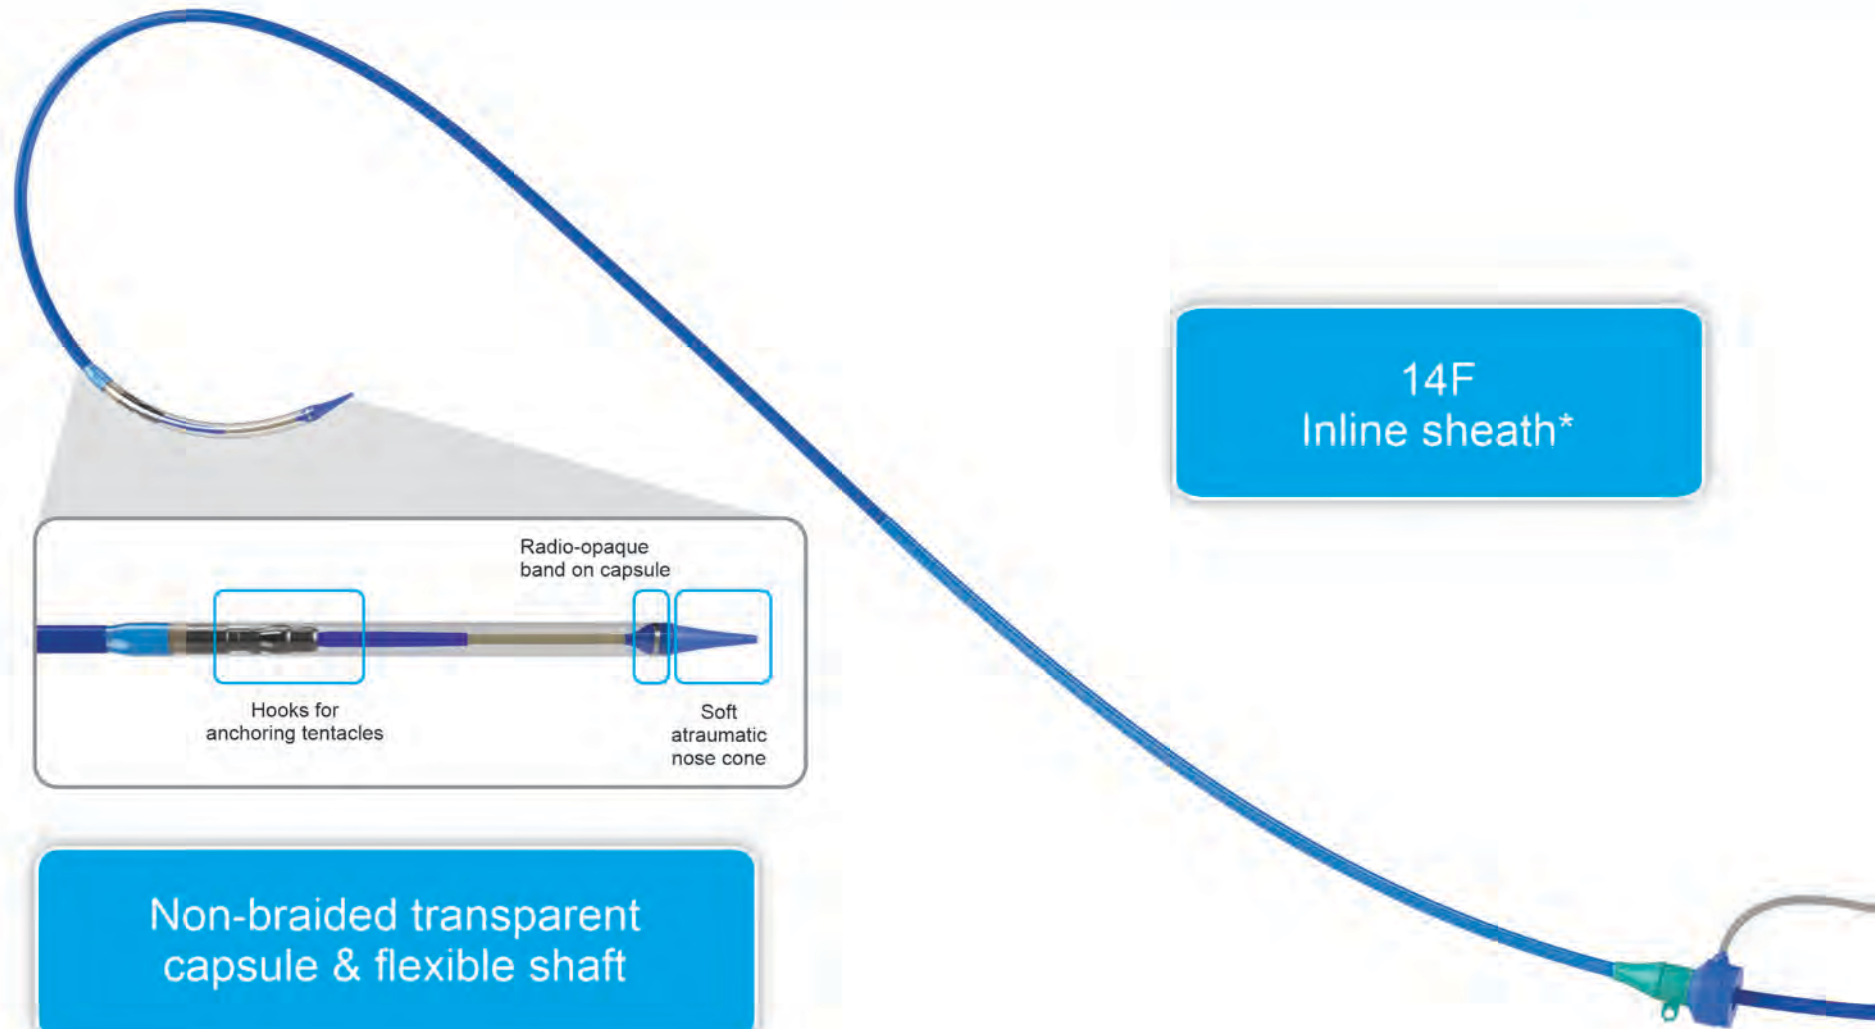 14F
Inline sheath*
Radio-opaque
band on capsule
Hooks for
anchoring tentacles
Soft
atraumatic
nose cone
Non-braided transparent
capsule & flexible shaft